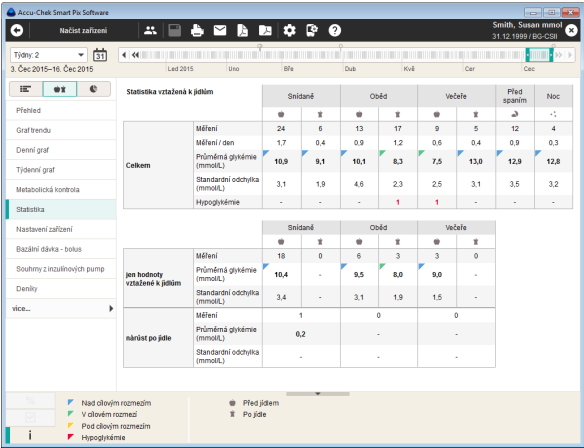 Accu-Chek Smart Pix Software
Načíst zařízení
Smith, Susan mmol
31.12.1999 / BG-CSII
Týdny: 2
31
3. Čec 2015–16. Čec 2015
Led 2015 Úno Bře Dub Kvě Čer Čec
Přehled
Graf trendu
Denní graf
Týdenní graf
Metabolická kontrola
Statistika
Nastavení zařízení
Bazální dávka - bolus
Souhrny z inzulínových pump
Deníky
více...
Statistika vztažená k jídlům
Snídaně Oběd Večeře Před spaním Noc
Celkem
Měření 24 6 13 17 9 5 12 4
Měření / den 1,7 0,4 0,9 1,2 0,6 0,4 0,9 0,3
Průměrná glykémie (mmol/L) 10,9 9,1 10,1 8,3 7,5 13,0 12,9 12,8
Standardní odchylka (mmol/L) 3,1 1,9 4,6 2,3 2,5 3,1 3,5 3,2
Hypoglykémie - - - 1 1 - - -
Snídaně Oběd Večeře
jen hodnoty vztažené k jídlům
Měření 18 0 6 3 3 0
Průměrná glykémie (mmol/L) 10,4 - 9,5 8,0 9,0 -
Standardní odchylka (mmol/L) 3,4 - 3,1 1,9 1,5 -
nárůst po jídle
Měření 1 0 0
Průměrná glykémie (mmol/L) 0,2 - -
Standardní odchylka (mmol/L) - - -
Nad cílovým rozmezím
V cílovém rozmezí
Pod cílovým rozmezím
Hypoglykémie
Před jídlem
Po jídle